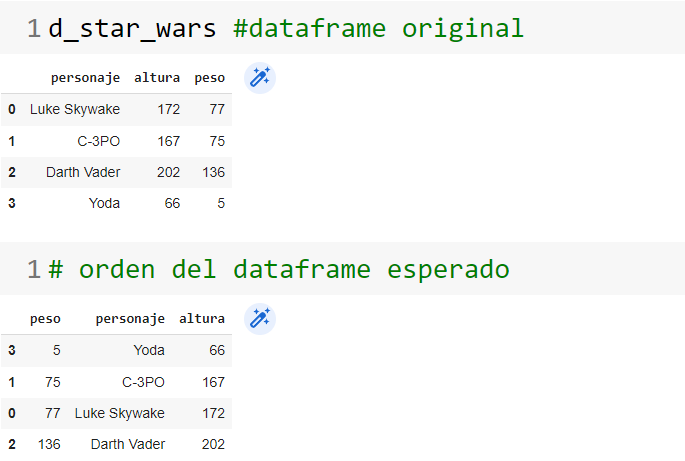 1 d_star_wars #dataframe original
personaje altura peso
0 Luke Skywake 172 77
1 C-3PO 167 75
2 Darth Vader 202 136
3 Yoda 66 5
1 # orden del dataframe esperado
peso personaje altura
3 5 Yoda 66
1 75 C-3PO 167
0 77 Luke Skywake 172
2 136 Darth Vader 202